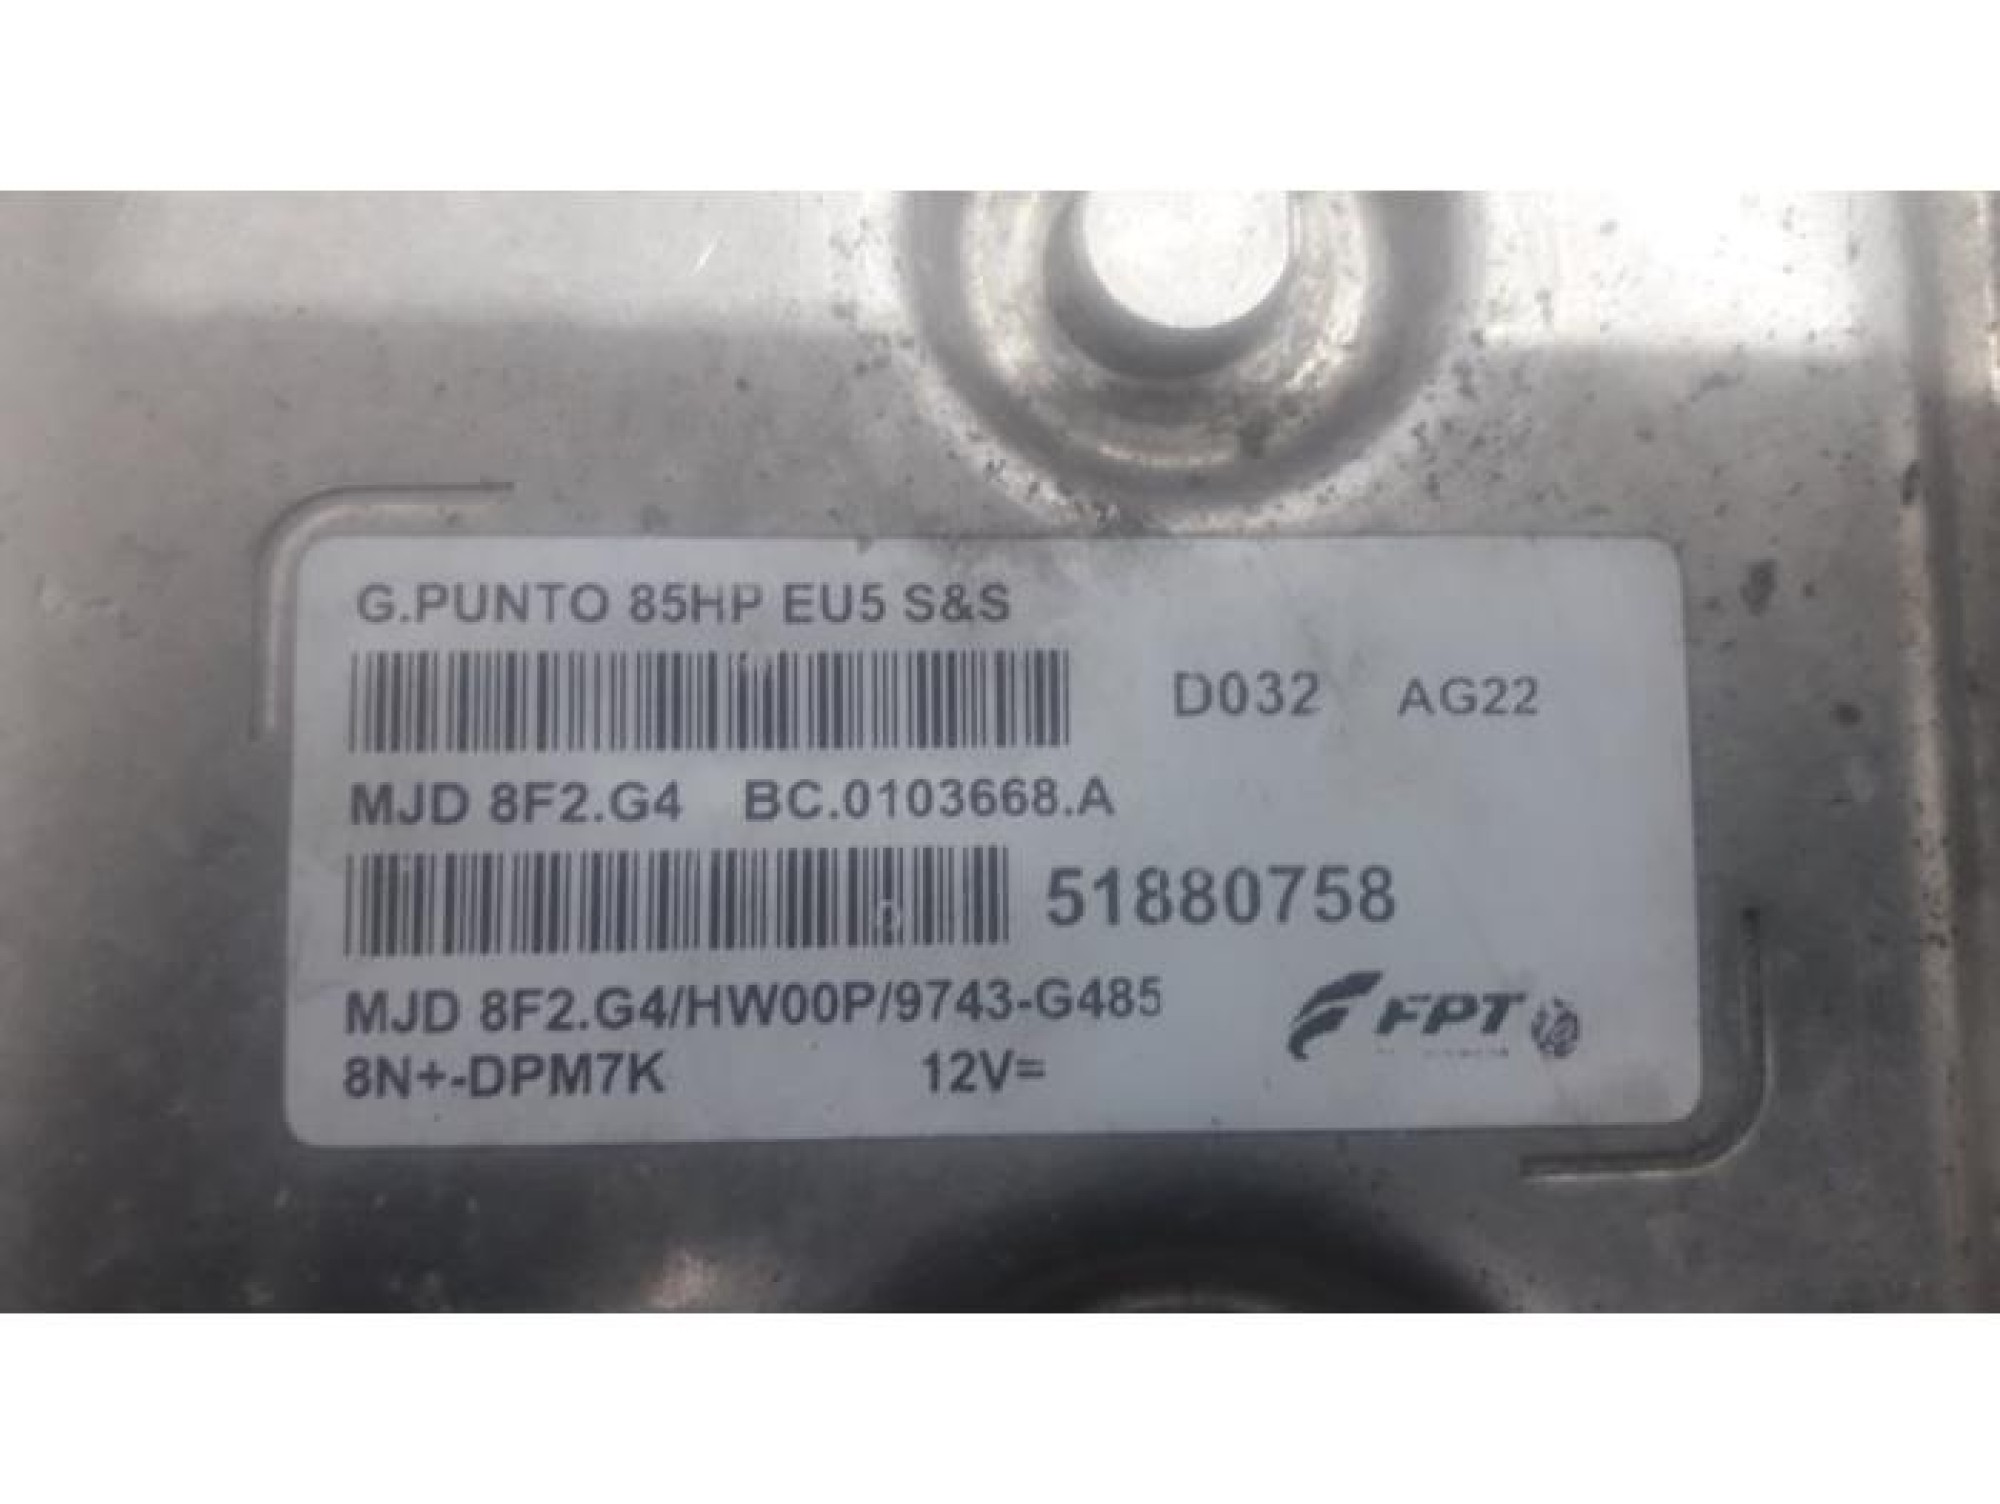 G.PUNTO 85HP EU5 S&S
D032 AG22
MJD 8F2.G4 BC.0103668.A
51880758
MJD 8F2.G4/HW00P/9743-G485
FPT
8N+-DPM7K 12V=